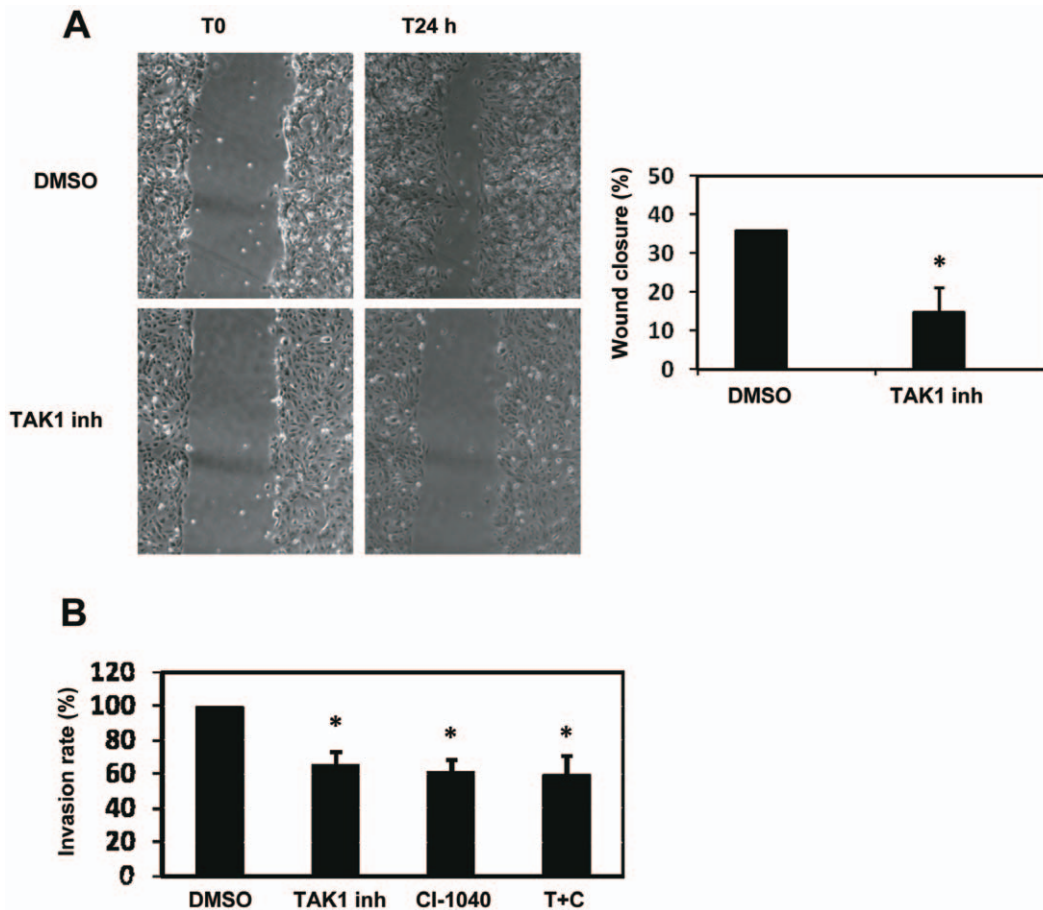 A
T0
T24 h
DMSO
TAK1 inh
Wound closure (%)
50
40
30
20
10
0
*
DMSO
TAK1 inh
B
Invasion rate (%)
120
100
80
60
40
20
0
*
*
*
DMSO
TAK1 inh
CI-1040
T+C